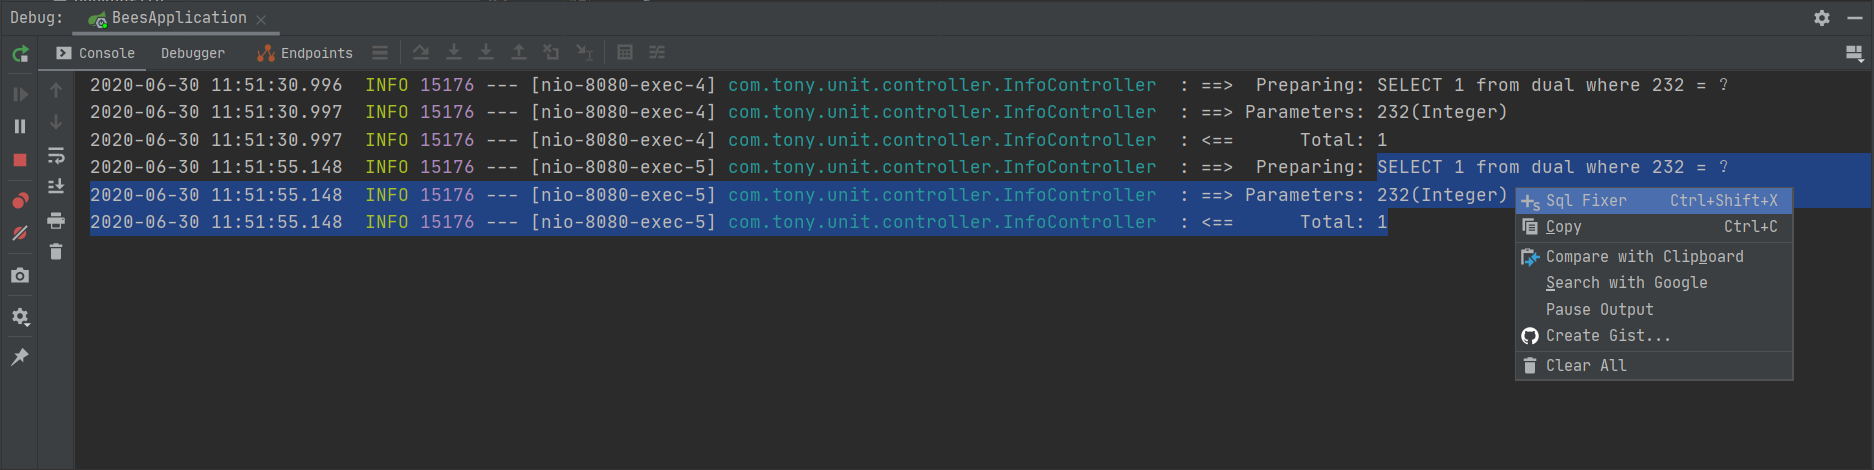 Debug: BeesApplication
Console Debugger Endpoints
2020-06-30 11:51:30.996  INFO 15176 --- [nio-8080-exec-4] com.tony.unit.controller.InfoController  : ==>  Preparing: SELECT 1 from dual where 232 = ?
2020-06-30 11:51:30.997  INFO 15176 --- [nio-8080-exec-4] com.tony.unit.controller.InfoController  : ==> Parameters: 232(Integer)
2020-06-30 11:51:30.997  INFO 15176 --- [nio-8080-exec-4] com.tony.unit.controller.InfoController  : <==      Total: 1
2020-06-30 11:51:55.148  INFO 15176 --- [nio-8080-exec-5] com.tony.unit.controller.InfoController  : ==>  Preparing: SELECT 1 from dual where 232 = ?
2020-06-30 11:51:55.148  INFO 15176 --- [nio-8080-exec-5] com.tony.unit.controller.InfoController  : ==> Parameters: 232(Integer)
2020-06-30 11:51:55.148  INFO 15176 --- [nio-8080-exec-5] com.tony.unit.controller.InfoController  : <==      Total: 1
Sql Fixer Ctrl+Shift+X
Copy Ctrl+C
Compare with Clipboard
Search with Google
Pause Output
Create Gist...
Clear All